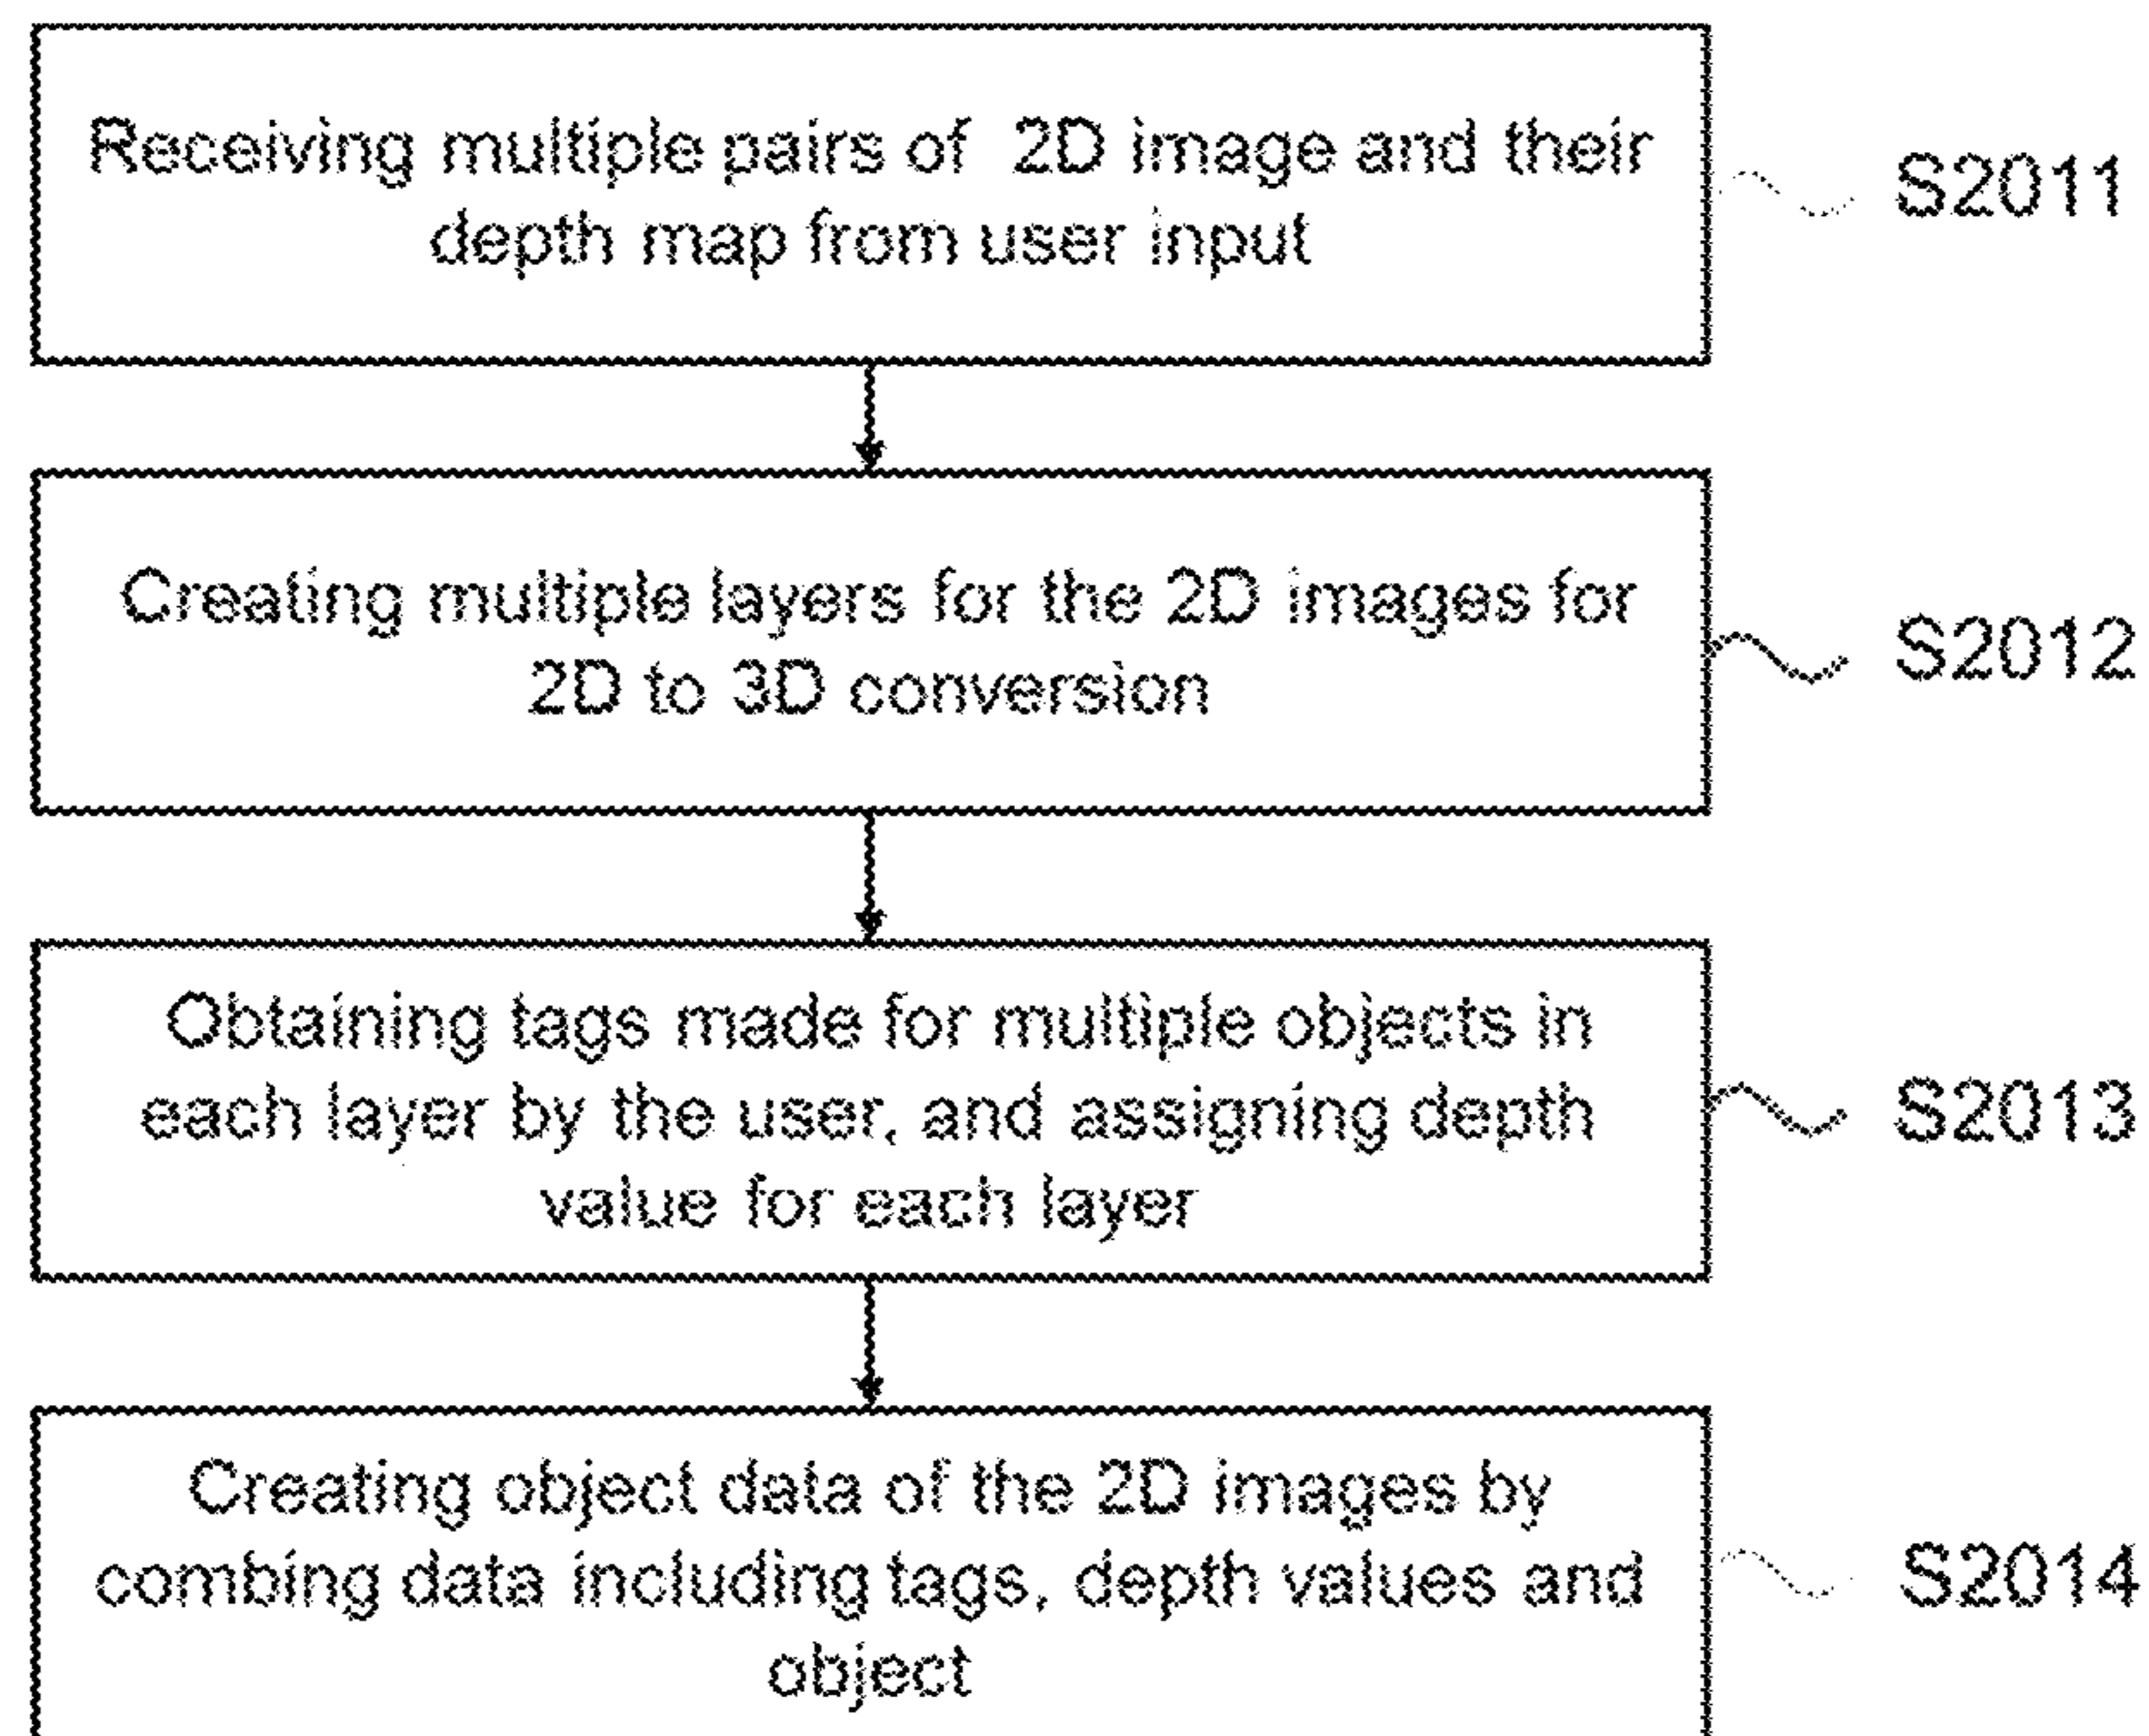 Receiving multiple pairs of 2D image and their
depth map from user input
S2011
Creating multiple layers for the 2D images for
2D to 3D conversion
S2012
Obtaining tags made for multiple objects in
each layer by the user, and assigning depth
value for each layer
S2013
Creating object data of the 2D images by
combing data including tags, depth values and
object
S2014